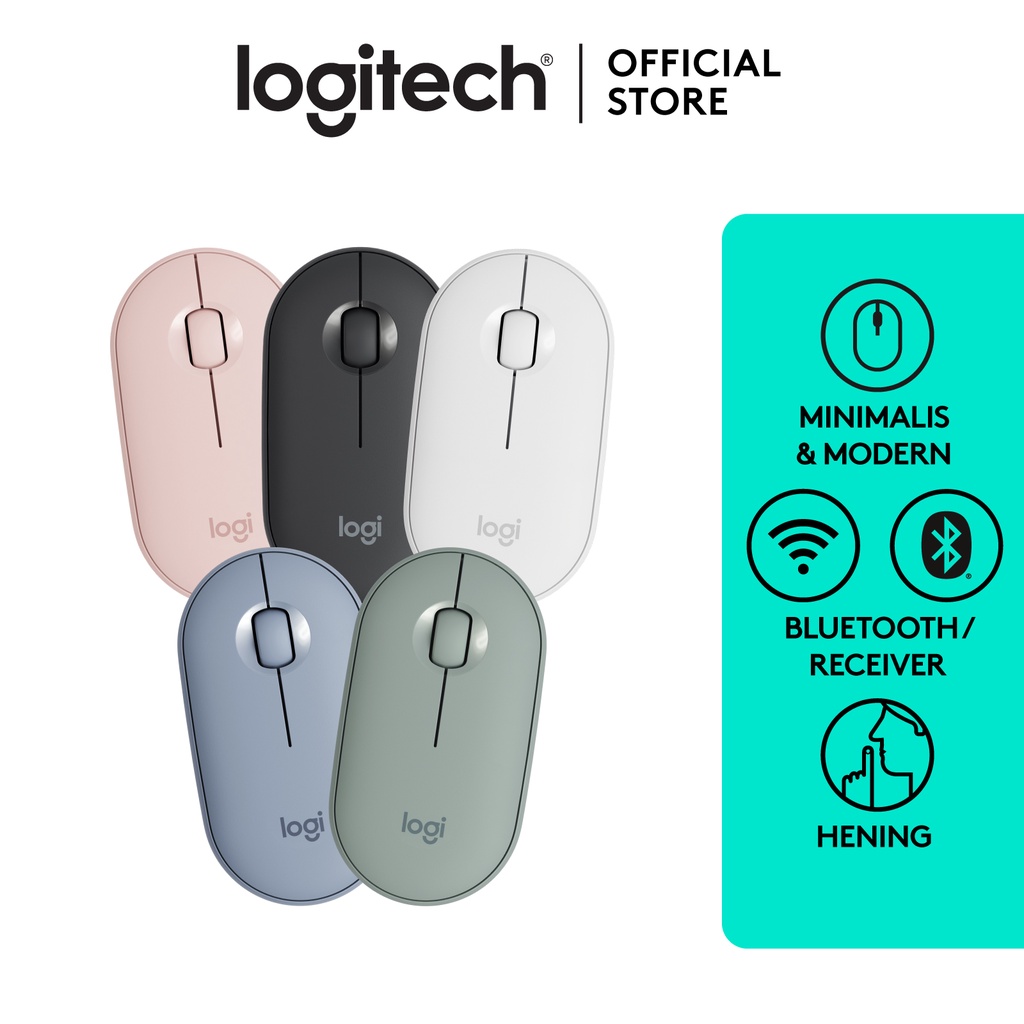 logitech®
OFFICIAL
STORE
logi
logi
logi
logi
logi
MINIMALIS
& MODERN
BLUETOOTH/
RECEIVER
HENING